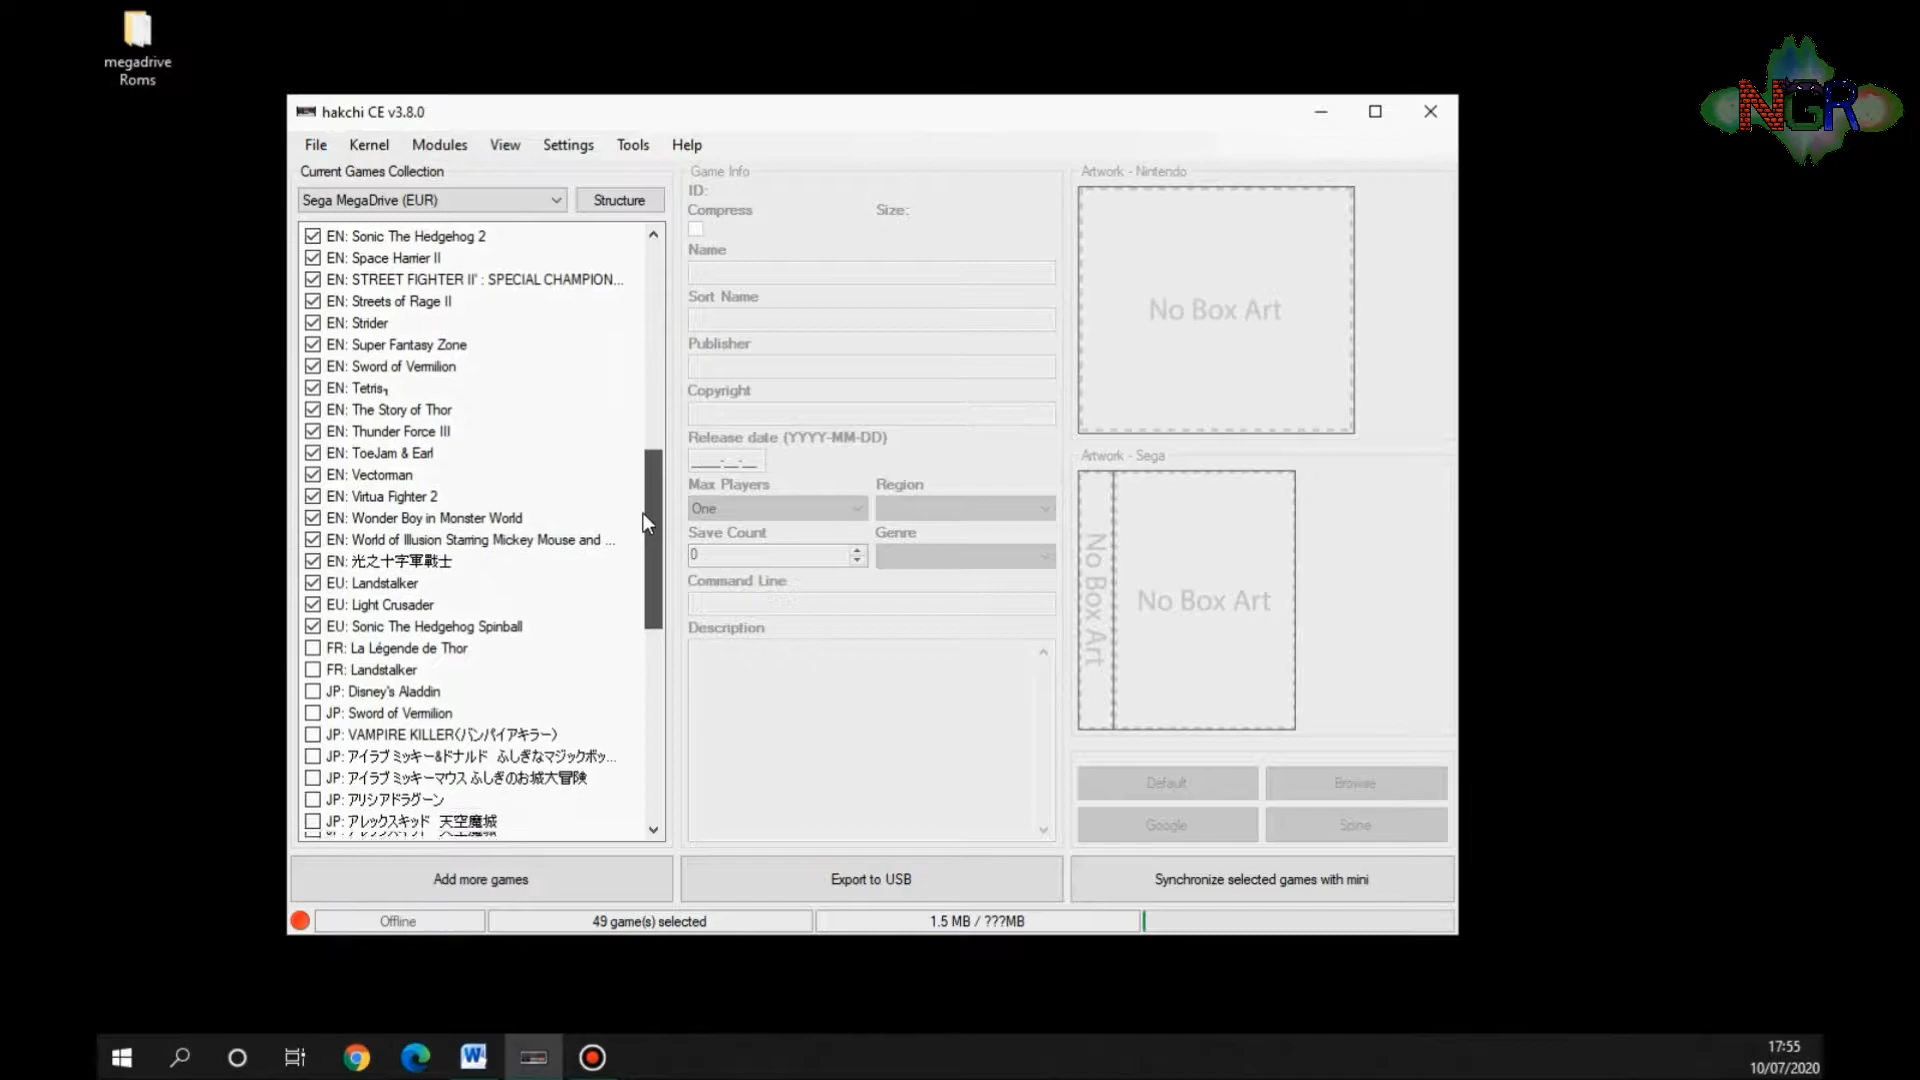 megadrive
Roms
NGR
hakchi CE v3.8.0
File Kernel Modules View Settings Tools Help
Current Games Collection
Sega MegaDrive (EUR)
Structure
EN: Sonic The Hedgehog 2
EN: Space Harrier II
EN: STREET FIGHTER II' : SPECIAL CHAMPION...
EN: Streets of Rage II
EN: Strider
EN: Super Fantasy Zone
EN: Sword of Vermilion
EN: Tetris
EN: The Story of Thor
EN: Thunder Force III
EN: ToeJam & Earl
EN: Vectorman
EN: Virtua Fighter 2
EN: Wonder Boy in Monster World
EN: World of Illusion Starring Mickey Mouse and ...
EN: 光之十字軍戰士
EU: Landstalker
EU: Light Crusader
EU: Sonic The Hedgehog Spinball
FR: La Légende de Thor
FR: Landstalker
JP: Disney's Aladdin
JP: Sword of Vermilion
JP: VAMPIRE KILLER(バンパイアキラー)
JP: アイラブミッキー&ドナルド ふしぎなマジックボッ...
JP: アイラブミッキーマウス ふしぎのお城大冒険
JP: アリシアドラグーン
JP: アレックスキッド 天空魔城
Game Info
ID:
Compress Size:
Name
Sort Name
Publisher
Copyright
Release date (YYYY-MM-DD)
____-__-__
Max Players Region
One
Save Count Genre
0
Command Line
Description
Artwork - Nintendo
No Box Art
Artwork - Sega
No Box Art
No Box Art
Default Browse
Google Spine
Add more games
Export to USB
Synchronize selected games with mini
Offline
49 game(s) selected
1.5 MB / ???MB
17:55
10/07/2020